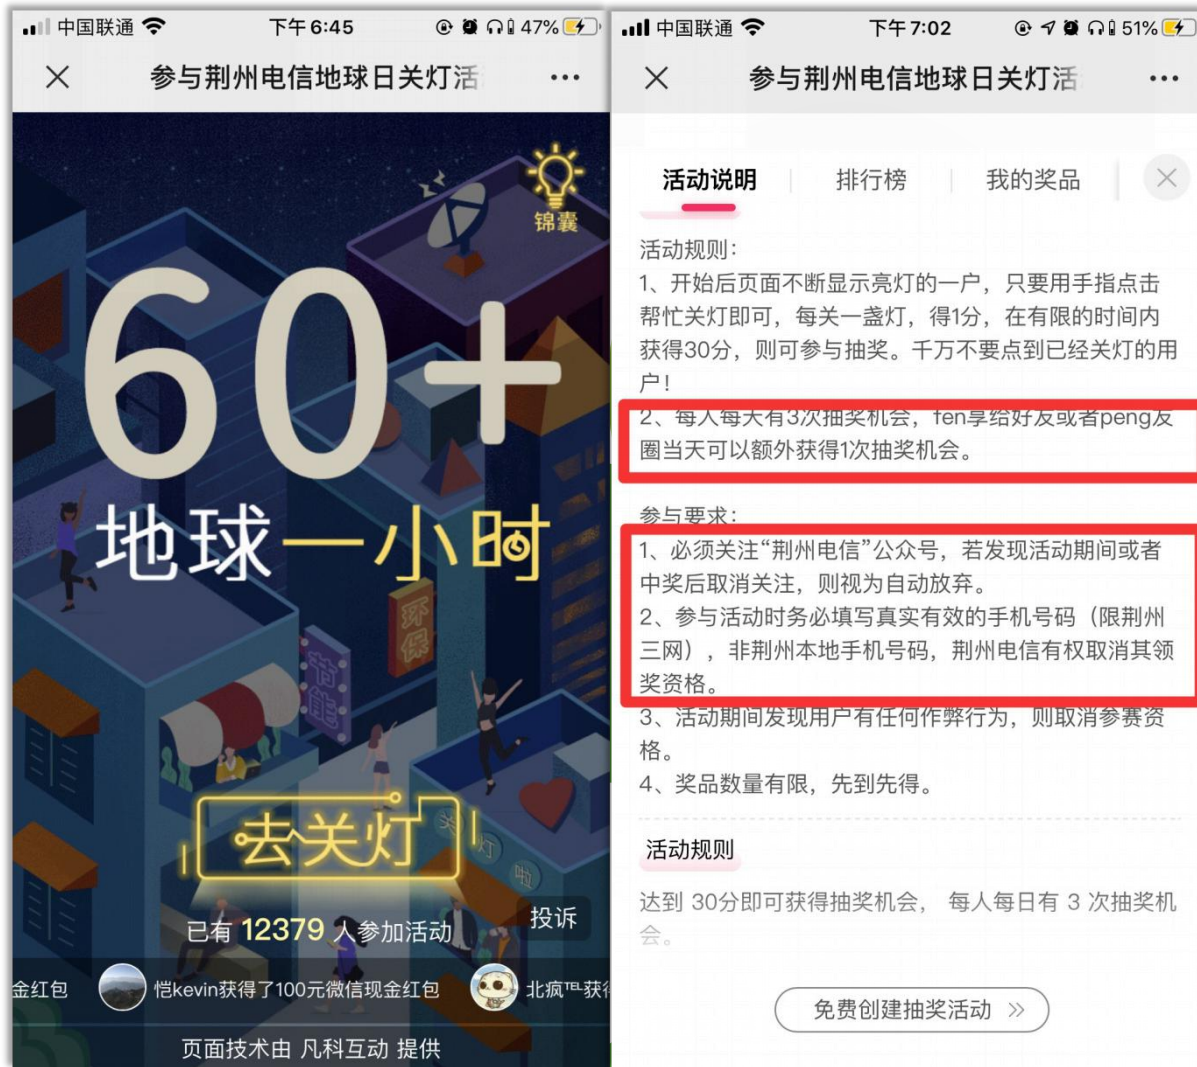 中国联通
下午 6:45
47%
参与荆州电信地球日关灯活
锦囊
60+
地球一小时
环保
节能
去关灯
关灯啦
投诉
已有 12379 人参加活动
金红包
恺kevin获得了100元微信现金红包
北疯℡获得
页面技术由 凡科互动 提供
中国联通
下午 7:02
51%
参与荆州电信地球日关灯活
活动说明
排行榜
我的奖品
活动规则：
1、开始后页面不断显示亮灯的一户，只要用手指点击
帮忙关灯即可，每关一盏灯，得1分，在有限的时间内
获得30分，则可参与抽奖。千万不要点到已经关灯的用
户！
2、每人每天有3次抽奖机会，fen享给好友或者peng友
圈当天可以额外获得1次抽奖机会。
参与要求：
1、必须关注“荆州电信”公众号，若发现活动期间或者
中奖后取消关注，则视为自动放弃。
2、参与活动时务必填写真实有效的手机号码（限荆州
三网），非荆州本地手机号码，荆州电信有权取消其领
奖资格。
3、活动期间发现用户有任何作弊行为，则取消参赛资
格。
4、奖品数量有限，先到先得。
活动规则
达到 30分即可获得抽奖机会， 每人每日有 3 次抽奖机
会。
免费创建抽奖活动